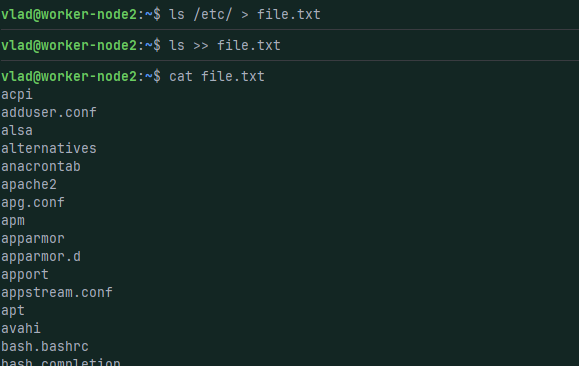 vlad@worker-node2:~$ ls /etc/ > file.txt
vlad@worker-node2:~$ ls >> file.txt
vlad@worker-node2:~$ cat file.txt
acpi
adduser.conf
alsa
alternatives
anacrontab
apache2
apg.conf
apm
apparmor
apparmor.d
apport
appstream.conf
apt
avahi
bash.bashrc
bash_completion